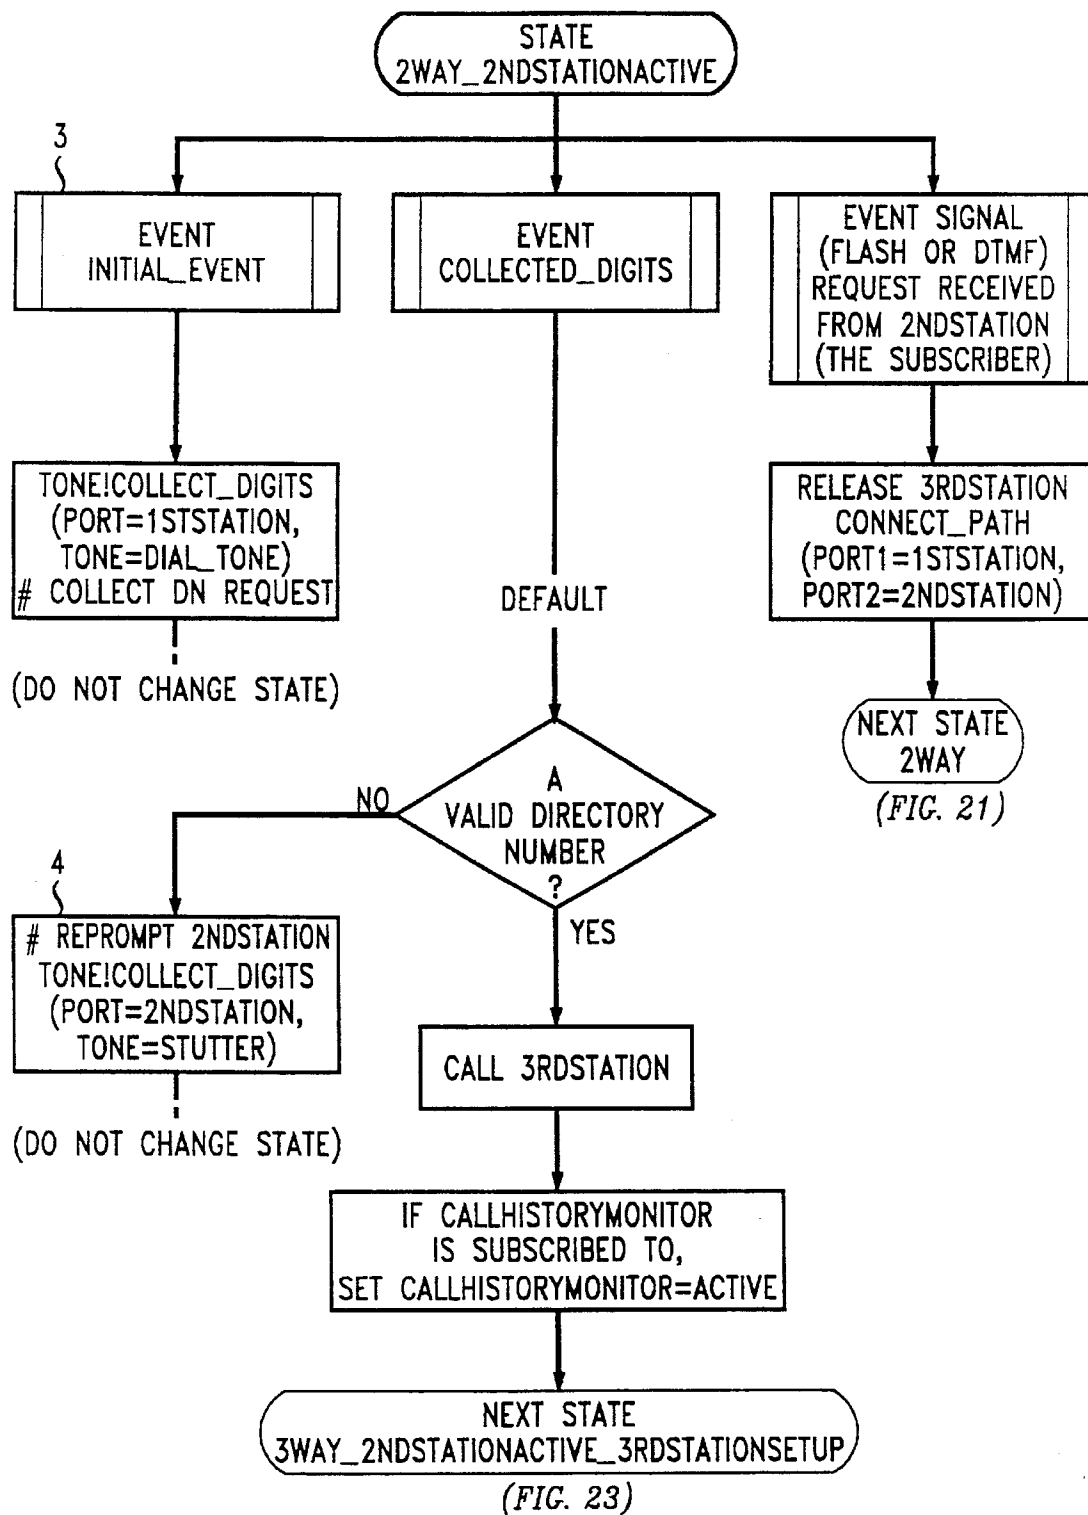 STATE
2WAY_2NDSTATIONACTIVE
3
EVENT
INITIAL_EVENT
EVENT
COLLECTED_DIGITS
EVENT SIGNAL
(FLASH OR DTMF)
REQUEST RECEIVED
FROM 2NDSTATION
(THE SUBSCRIBER)
TONE!COLLECT_DIGITS
(PORT=1STSTATION,
TONE=DIAL_TONE)
# COLLECT DN REQUEST
(DO NOT CHANGE STATE)
DEFAULT
RELEASE 3RDSTATION
CONNECT_PATH
(PORT1=1STSTATION,
PORT2=2NDSTATION)
NEXT STATE
2WAY
(FIG. 21)
A
VALID DIRECTORY
NUMBER
?
NO
YES
4
# REPROMPT 2NDSTATION
TONE!COLLECT_DIGITS
(PORT=2NDSTATION,
TONE=STUTTER)
(DO NOT CHANGE STATE)
CALL 3RDSTATION
IF CALLHISTORYMONITOR
IS SUBSCRIBED TO,
SET CALLHISTORYMONITOR=ACTIVE
NEXT STATE
3WAY_2NDSTATIONACTIVE_3RDSTATIONSETUP
(FIG. 23)